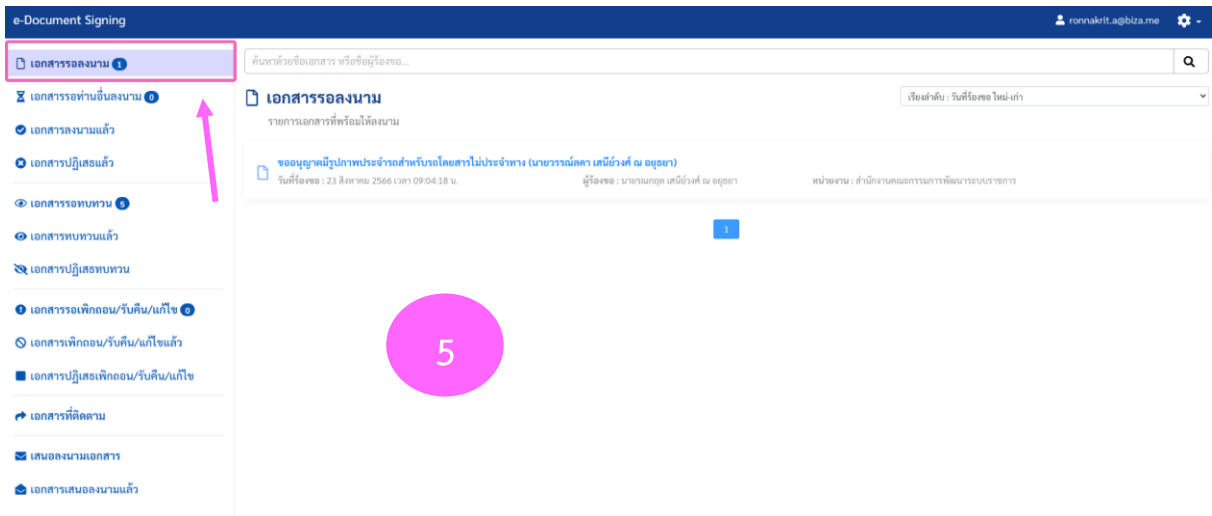 e-Document Signing
ronnakrit.a@biza.me
เอกสารรอลงนาม 1
เอกสารรอท่านอื่นลงนาม 0
เอกสารลงนามแล้ว
เอกสารปฏิเสธแล้ว
เอกสารรอทบทวน 5
เอกสารทบทวนแล้ว
เอกสารปฏิเสธทบทวน
เอกสารรอเพิกถอน/รับคืน/แก้ไข 0
เอกสารเพิกถอน/รับคืน/แก้ไขแล้ว
เอกสารปฏิเสธเพิกถอน/รับคืน/แก้ไข
เอกสารที่ติดตาม
เสนอลงนามเอกสาร
เอกสารเสนอลงนามแล้ว
ค้นหาด้วยชื่อเอกสาร หรือชื่อผู้ร้องขอ...
เอกสารรอลงนาม
เรียงลำดับ : วันที่ร้องขอ ใหม่-เก่า
รายการเอกสารที่พร้อมให้ลงนาม
ขออนุญาตมีรูปภาพประจำรถสำหรับรถโดยสารไม่ประจำทาง (นายวรรณ์ลดา เสนีย์วงศ์ ณ อยุธยา)
วันที่ร้องขอ : 23 สิงหาคม 2566 เวลา 09:04:18 น.
ผู้ร้องขอ : นายรณกฤต เสนีย์วงศ์ ณ อยุธยา
หน่วยงาน : สำนักงานคณะกรรมการพัฒนาระบบราชการ
1
5